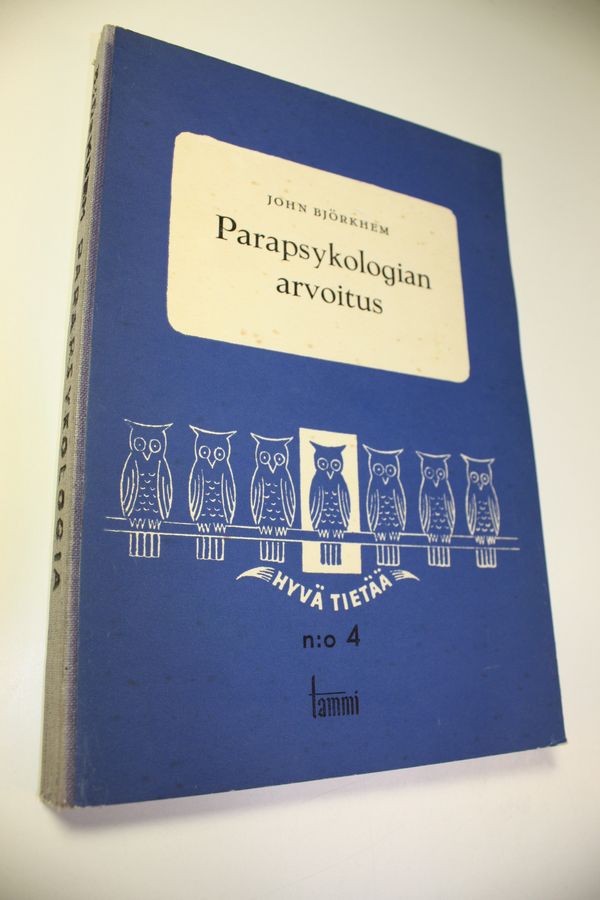 JOHN BJÖRKHEM
Parapsykologian
arvoitus
HYVÄ TIETÄÄ
n:o 4
tammi
PARAPSYKOLOGIA